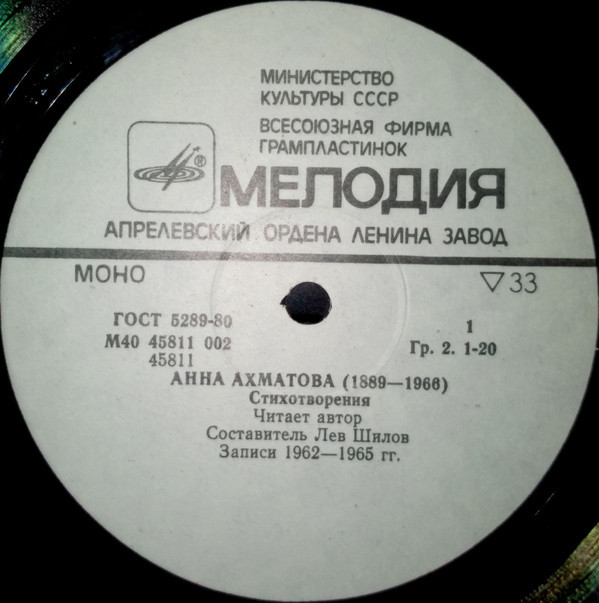 МИНИСТЕРСТВО
КУЛЬТУРЫ СССР
ВСЕСОЮЗНАЯ ФИРМА
ГРАМПЛАСТИНОК
®
МЕЛОДИЯ
АПРЕЛЕВСКИЙ ОРДЕНА ЛЕНИНА ЗАВОД
МОНО ▽33
ГОСТ 5289-80 1
М40 45811 002 Гр. 2. 1-20
45811
АННА АХМАТОВА (1889—1966)
Стихотворения
Читает автор
Составитель Лев Шилов
Записи 1962—1965 гг.